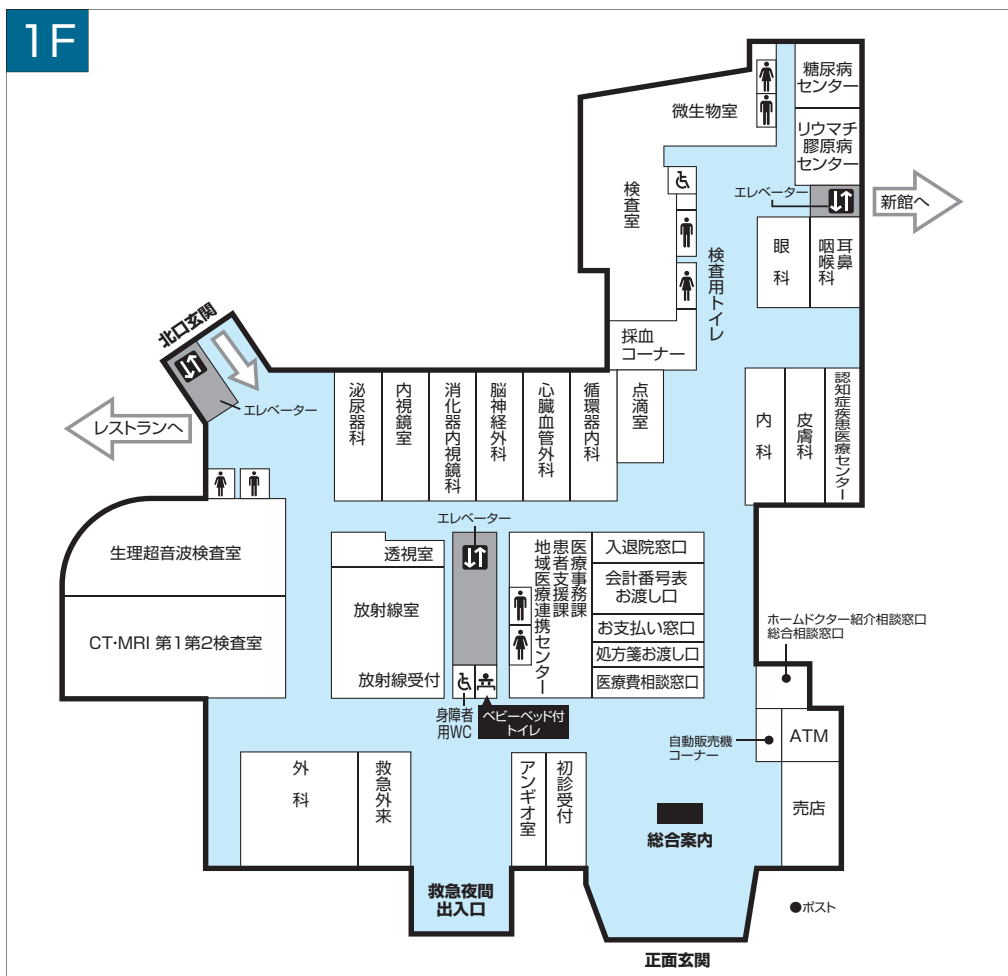 1F
糖尿病
センター
微生物室
リウマチ
膠原病
センター
エレベーター
新館へ
検査室
検査用トイレ
眼科
耳鼻
咽喉科
採血
コーナー
北口玄関
エレベーター
レストランへ
泌尿器科
内視鏡室
消化器内視鏡科
脳神経外科
心臓血管外科
循環器内科
点滴室
内科
皮膚科
認知症疾患医療センター
エレベーター
生理超音波検査室
CT・MRI 第1第2検査室
透視室
放射線室
放射線受付
医療事務課
患者支援課
地域医療連携センター
入退院窓口
会計番号表
お渡し口
お支払い窓口
処方箋お渡し口
医療費相談窓口
ホームドクター紹介相談窓口
総合相談窓口
身障者
用WC
ベビーベッド付
トイレ
自動販売機
コーナー
ATM
外科
救急外来
アンギオ室
初診受付
売店
総合案内
救急夜間
出入口
●ポスト
正面玄関